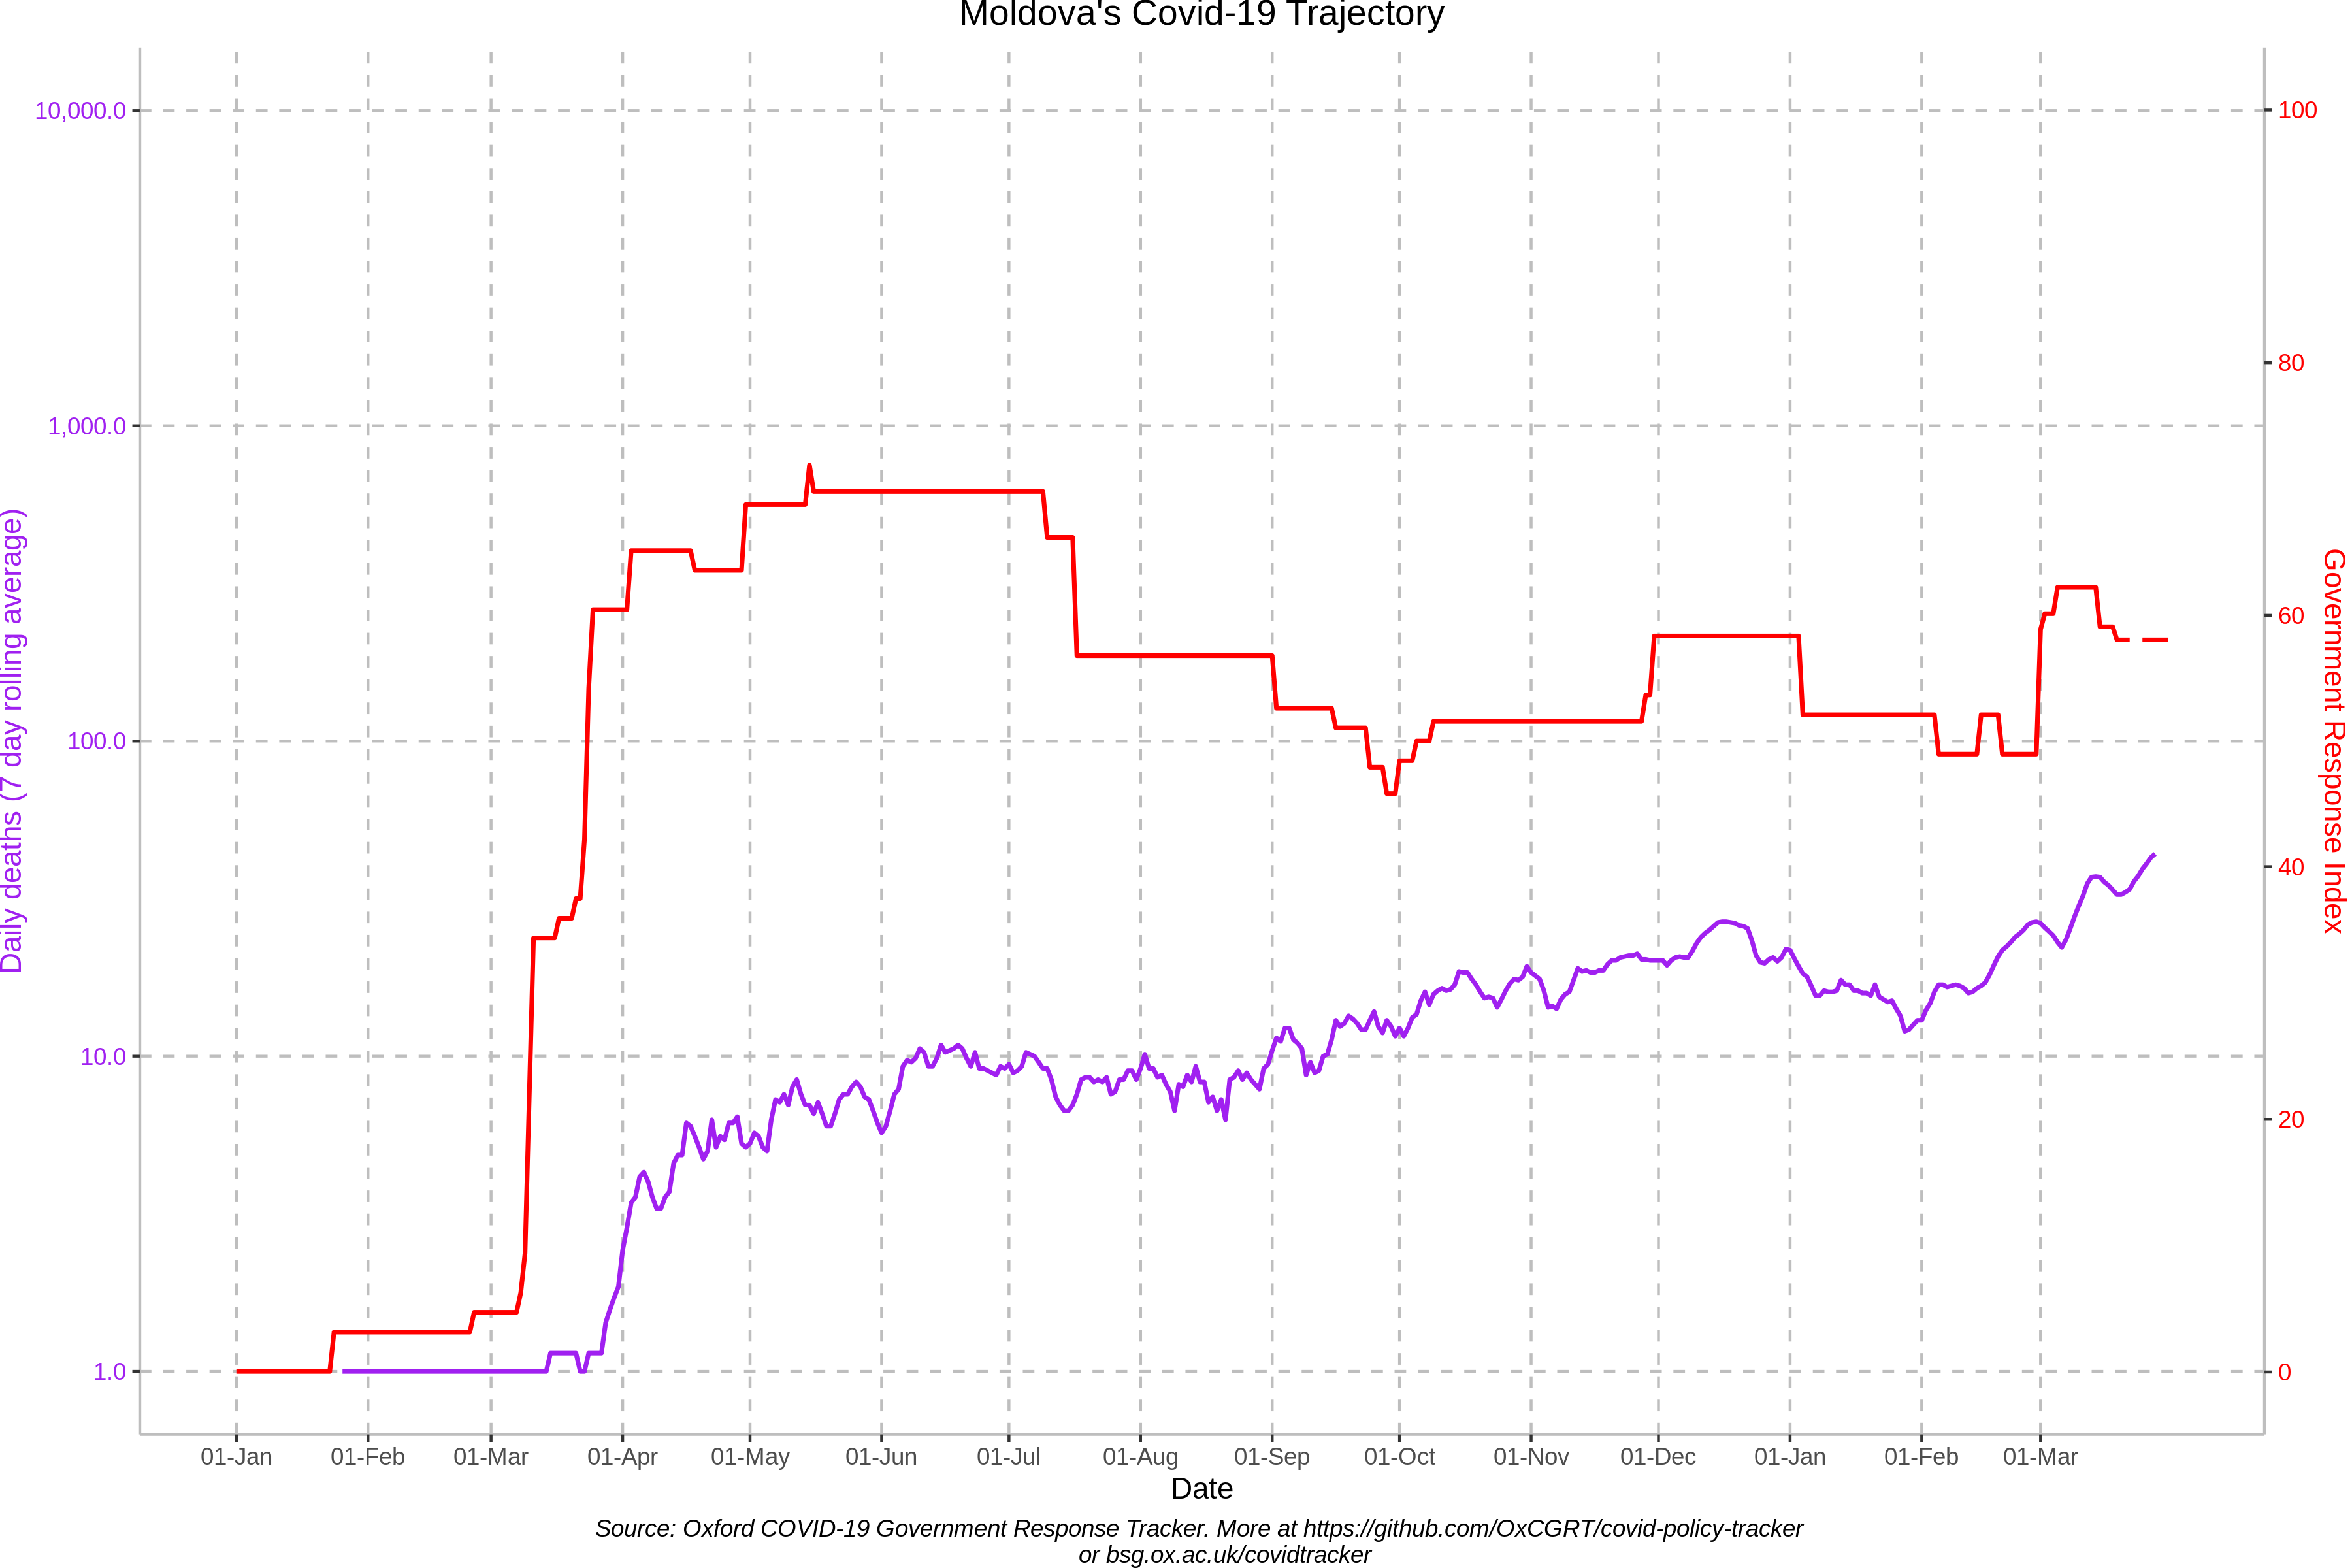 Moldova's Covid-19 Trajectory
10,000.0
1,000.0
100.0
10.0
1.0
Daily deaths (7 day rolling average)
100
80
60
40
20
0
Government Response Index
01-Jan 01-Feb 01-Mar 01-Apr 01-May 01-Jun 01-Jul 01-Aug 01-Sep 01-Oct 01-Nov 01-Dec 01-Jan 01-Feb 01-Mar
Date
Source: Oxford COVID-19 Government Response Tracker. More at https://github.com/OxCGRT/covid-policy-tracker
or bsg.ox.ac.uk/covidtracker